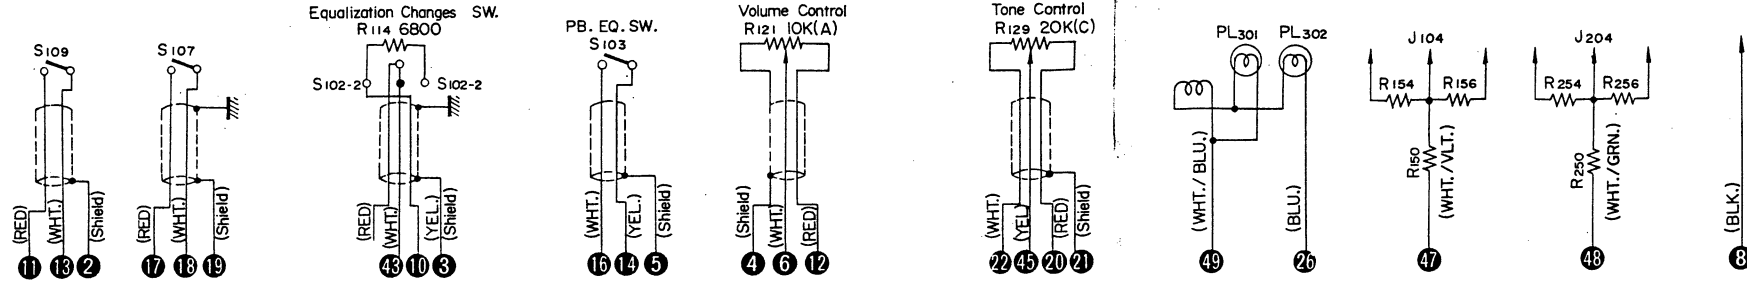 Equalization Changes SW.
R114 6800
S109
S107
S102-2
S102-2
PB. EQ. SW.
S103
Volume Control
R121 10K(A)
Tone Control
R129 20K(C)
PL301
PL302
J104
R154
R156
R150
J204
R254
R256
R250
(RED)
(WHT.)
(Shield)
(RED)
(WHT.)
(Shield)
(RED)
(WHT.)
(YEL.)
(Shield)
(WHT.)
(YEL.)
(Shield)
(Shield)
(WHT.)
(RED)
(WHT.)
(YEL)
(RED)
(Shield)
(WHT./BLU.)
(BLU.)
(WHT./VLT.)
(WHT./GRN.)
(BLK.)
11 13 2 17 18 19 43 10 3 16 14 5 4 6 12 22 45 20 21 49 26 47 48 8